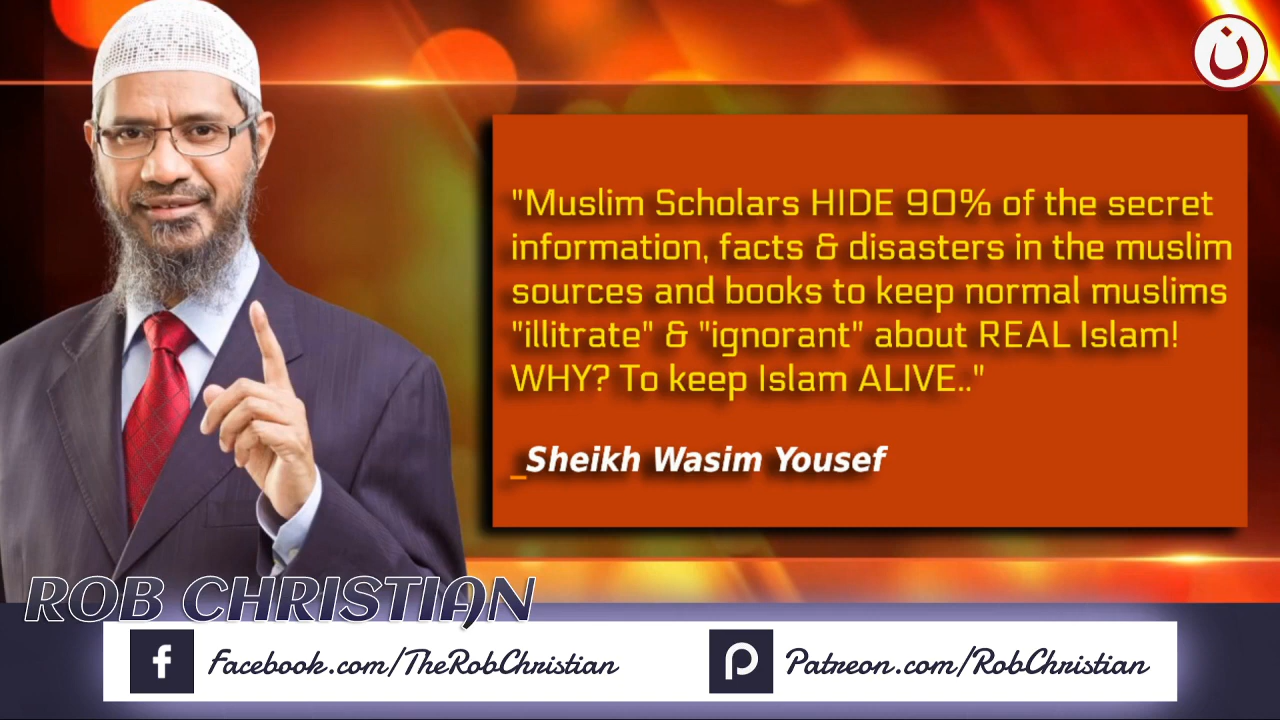 ن
"Muslim Scholars HIDE 90% of the secret
information, facts & disasters in the muslim
sources and books to keep normal muslims
"illitrate" & "ignorant" about REAL Islam!
WHY? To keep Islam ALIVE.."
_Sheikh Wasim Yousef
ROB CHRISTIAN
f Facebook.com/TheRobChristian
Patreon.com/RobChristian